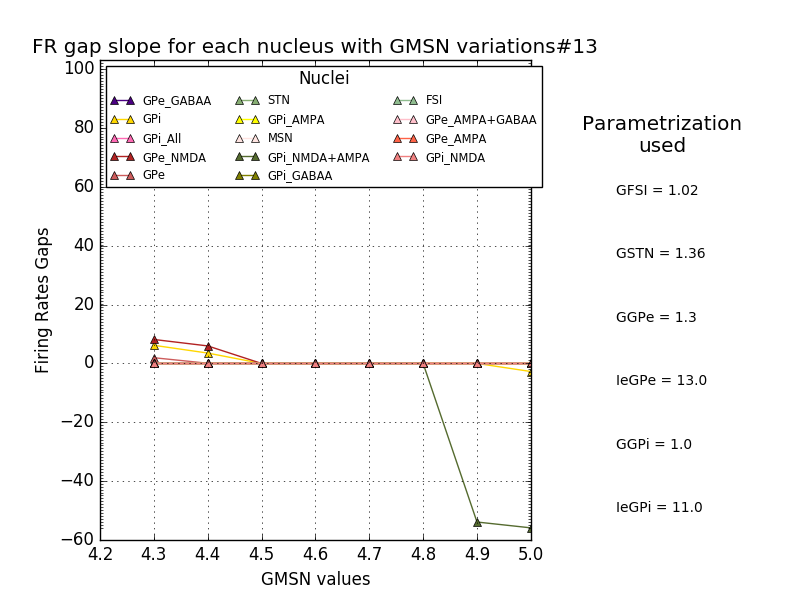 FR gap slope for each nucleus with GMSN variations#13
Nuclei
GPe_GABAA
GPi
GPi_All
GPe_NMDA
GPe
STN
GPi_AMPA
MSN
GPi_NMDA+AMPA
GPi_GABAA
FSI
GPe_AMPA+GABAA
GPe_AMPA
GPi_NMDA
Firing Rates Gaps
100
80
60
40
20
0
−20
−40
−60
4.2 4.3 4.4 4.5 4.6 4.7 4.8 4.9 5.0
GMSN values
Parametrization
used
GFSI = 1.02
GSTN = 1.36
GGPe = 1.3
IeGPe = 13.0
GGPi = 1.0
IeGPi = 11.0